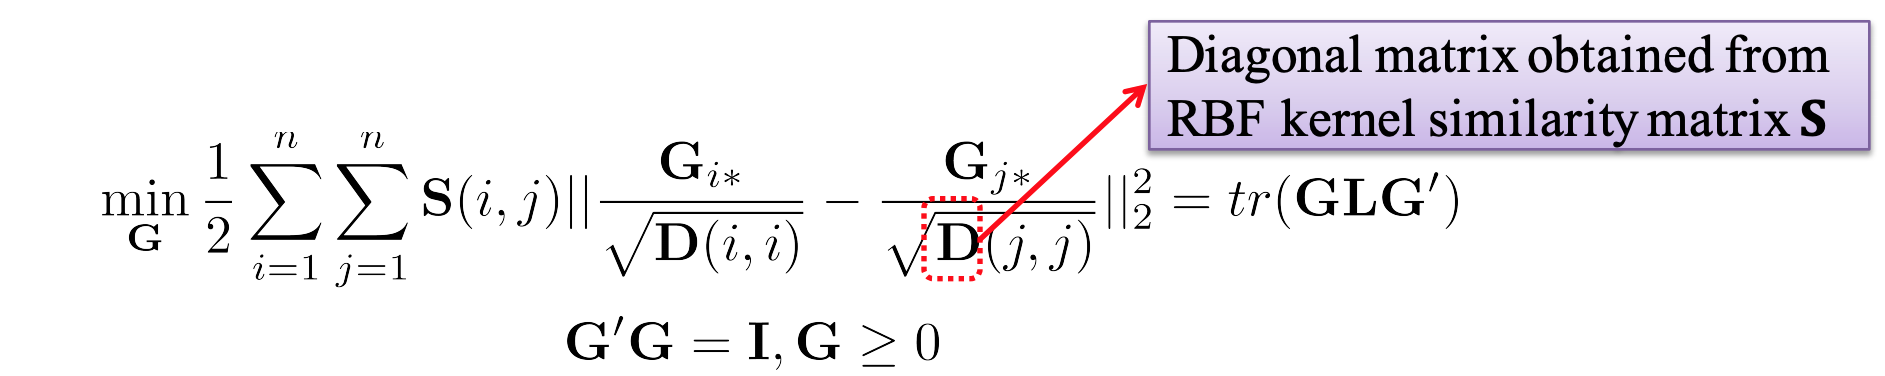 Diagonal matrix obtained from
RBF kernel similarity matrix S
min_G 1/2 ∑_{i=1}^{n} ∑_{j=1}^{n} S(i, j)||G_{i*}/√D(i, i) − G_{j*}/√D(j, j)||_2^2 = tr(GLG′)
G′G = I, G ≥ 0